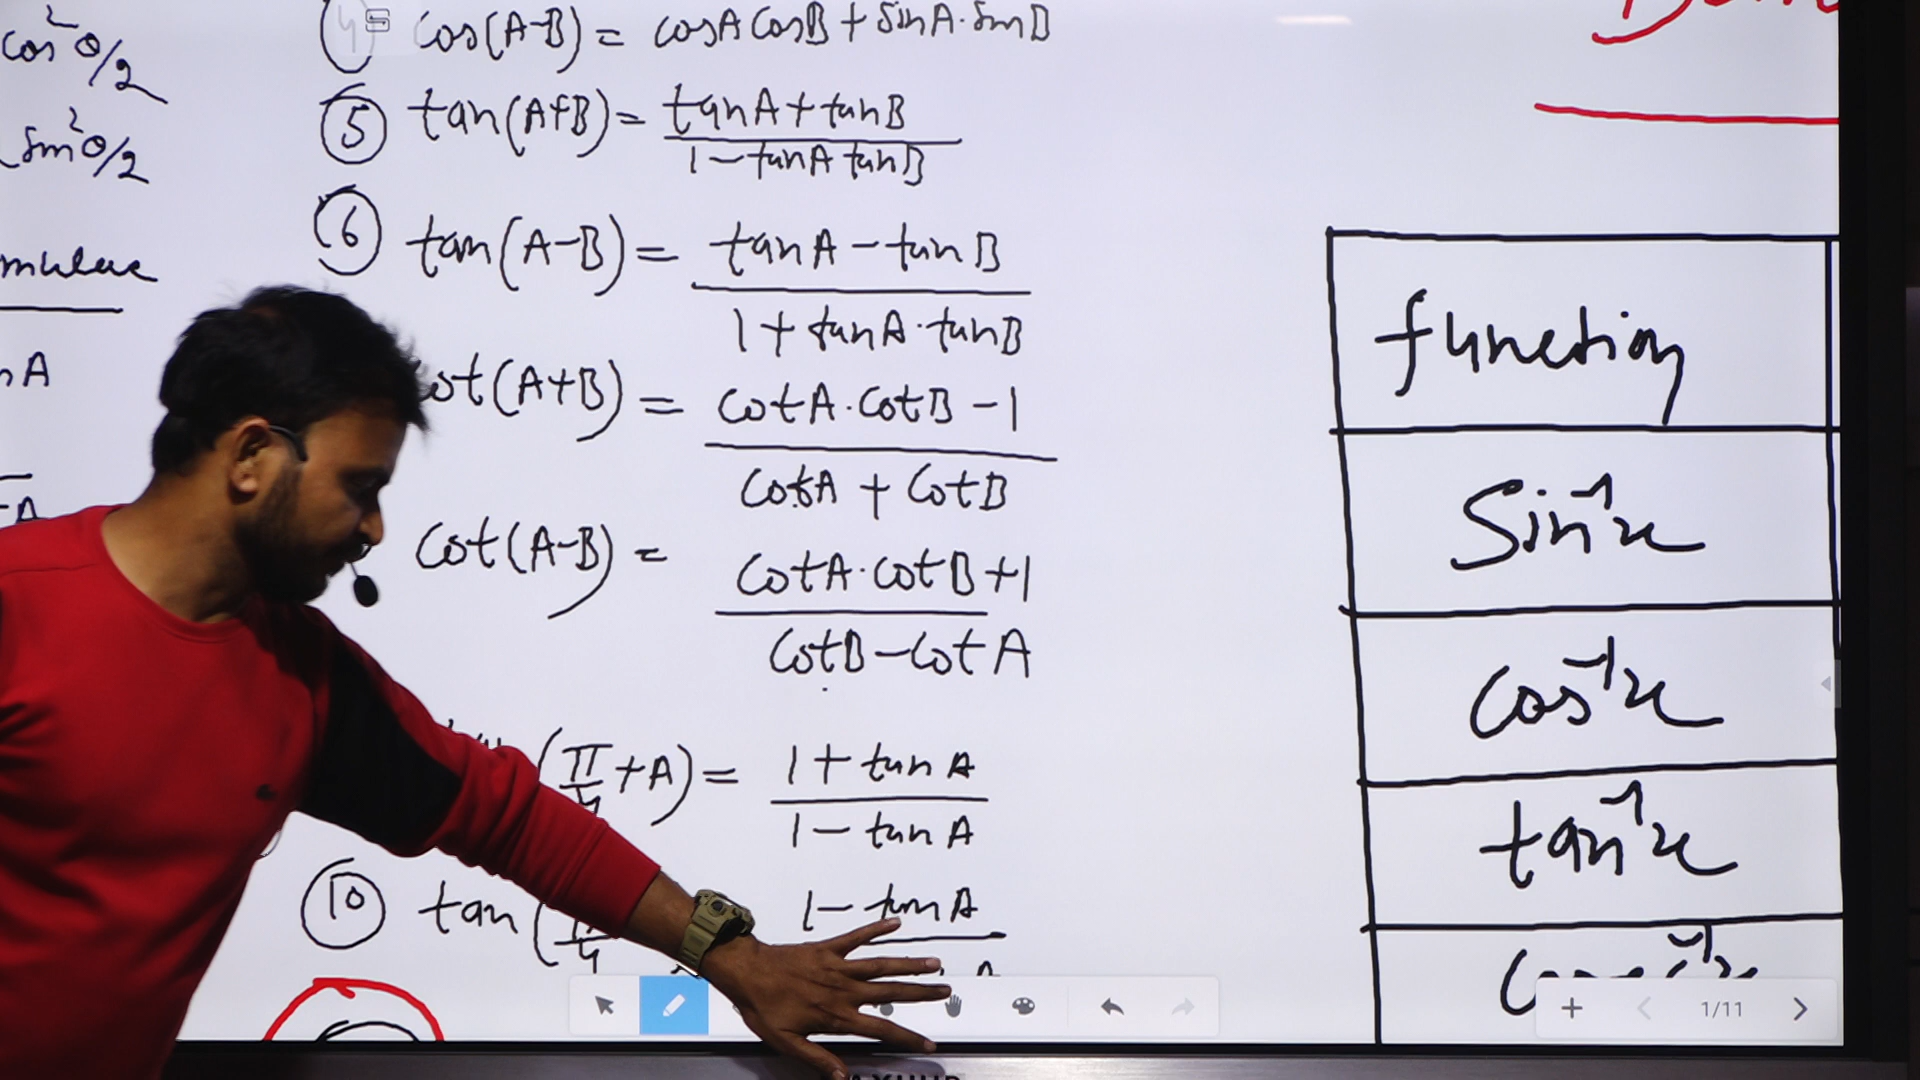 cos²θ/2
sin²θ/2
mulae
A
A
(4) cos(A-B) = cosA cosB + sinA·sinB
(5) tan(A+B) = tanA + tanB
1 - tanA tanB
(6) tan(A-B) = tanA - tanB
1 + tanA·tanB
cot(A+B) = cotA·cotB - 1
cotA + cotB
cot(A-B) = cotA·cotB + 1
cotB - cotA
(π/4 + A) = 1 + tanA
1 - tanA
(10) tan(π/4 1 - tanA
A
function
Sin⁻¹x
Cos⁻¹x
tan⁻¹x
1/11